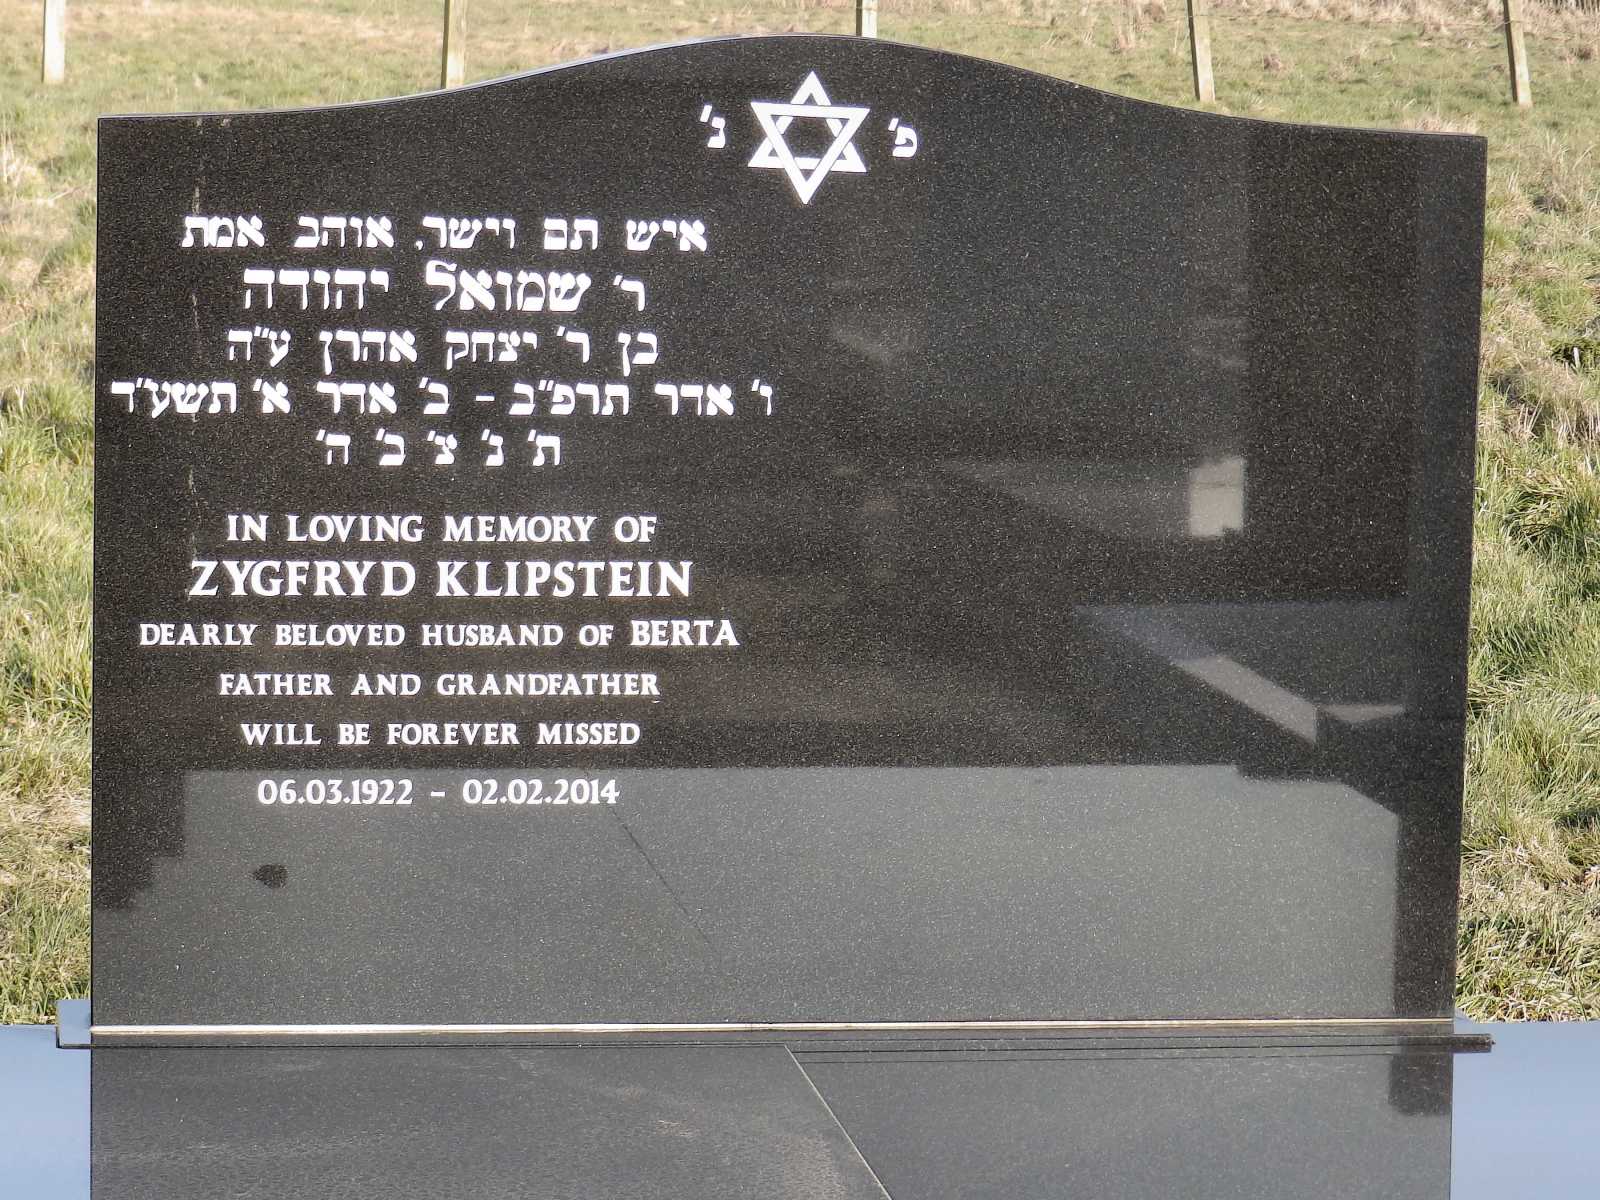 פ' נ'
איש תם וישר, אוהב אמת
ר' שמואל יהודה
בן ר' יצחק אהרן ע"ה
ו' אדר תרפ"ב - ב' אדר א' תשע"ד
ת' נ' צ' ב' ה'
IN LOVING MEMORY OF
ZYGFRYD KLIPSTEIN
DEARLY BELOVED HUSBAND OF BERTA
FATHER AND GRANDFATHER
WILL BE FOREVER MISSED
06.03.1922 - 02.02.2014